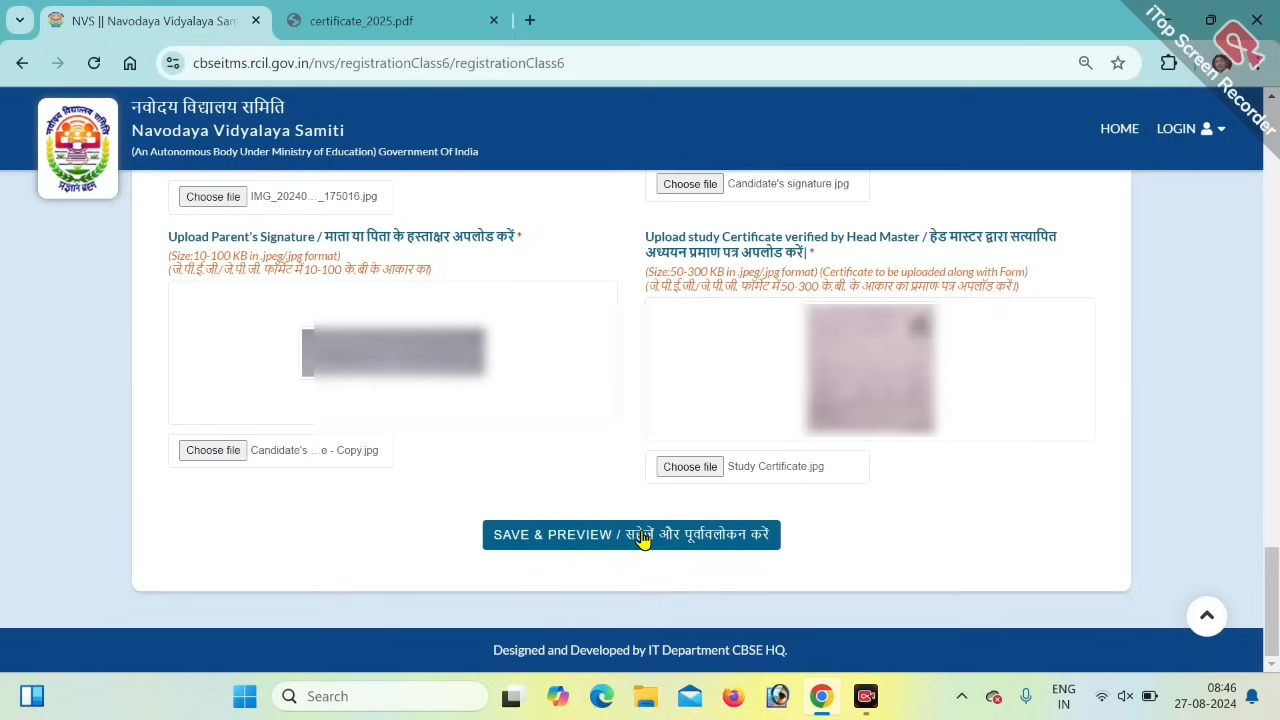 NVS || Navodaya Vidyalaya Sam
certificate_2025.pdf
cbseitms.rcil.gov.in/nvs/registrationClass6/registrationClass6
iTop Screen Recorder
नवोदय विद्यालय समिति
Navodaya Vidyalaya Samiti
(An Autonomous Body Under Ministry of Education) Government Of India
HOME LOGIN
प्रज्ञानं ब्रह्म
Choose file IMG_20240..._175016.jpg
Choose file Candidate's signature.jpg
Upload Parent's Signature / माता या पिता के हस्ताक्षर अपलोड करें *
(Size:10-100 KB in .jpeg/.jpg format)
(जे.पी.ई.जी./जे.पी.जी. फॉर्मेट में 10-100 के.बी के आकार का)
Upload study Certificate verified by Head Master / हेड मास्टर द्वारा सत्यापित
अध्ययन प्रमाण पत्र अपलोड करें| *
(Size:50-300 KB in .jpeg/.jpg format) (Certificate to be uploaded along with Form)
(जे.पी.ई.जी./जे.पी.जी. फॉर्मेट में 50-300 के.बी. के आकार का प्रमाण-पत्र अपलोड करें।)
Choose file Candidate's ...e - Copy.jpg
Choose file Study Certificate.jpg
SAVE & PREVIEW / सहेजें और पूर्वावलोकन करें
Designed and Developed by IT Department CBSE HQ.
Search
ENG
IN
08:46
27-08-2024